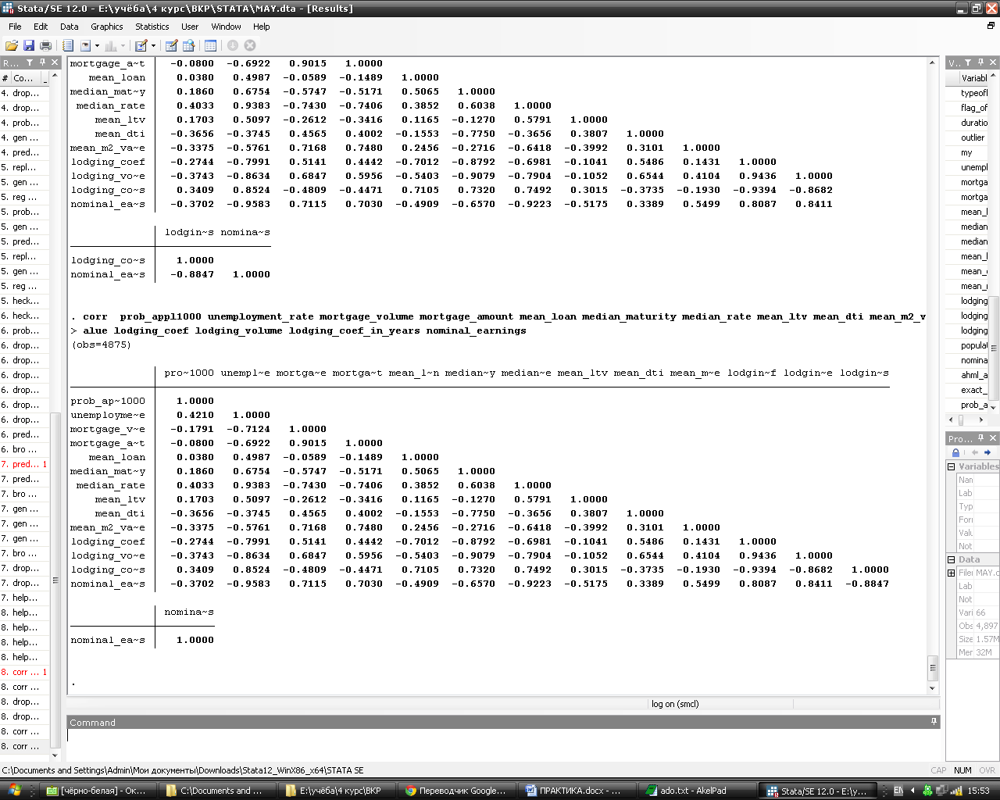 Stata/SE 12.0 - E:\учёба\4 курс\ВКР\STATA\MAY.dta - [Results]
File Edit Data Graphics Statistics User Window Help
R...
# Co... _
4. drop...
4. drop...
4. prob...
4. gen ...
4. pred...
5. repl...
5. gen ...
5. reg ...
5. prob...
5. gen ...
5. pred...
5. repl...
5. gen ...
5. reg ...
5. heck...
6. heck...
6. prob...
6. drop...
6. drop...
6. drop...
6. drop...
6. drop...
6. drop...
6. pred...
6. bro ...
7. pred... 1
7. pred...
7. bro ...
7. gen ...
7. gen ...
7. gen ...
7. bro ...
7. drop...
7. drop...
7. help...
8. help...
8. help...
8. help...
8. help...
8. corr ... 1
8. corr ...
8. drop...
8. drop...
8. corr ...
8. corr ...
mortgage_a~t -0.0800 -0.6922 0.9015 1.0000
mean_loan 0.0380 0.4987 -0.0589 -0.1489 1.0000
median_mat~y 0.1860 0.6754 -0.5747 -0.5171 0.5065 1.0000
median_rate 0.4033 0.9383 -0.7430 -0.7406 0.3852 0.6038 1.0000
mean_ltv 0.1703 0.5097 -0.2612 -0.3416 0.1165 -0.1270 0.5791 1.0000
mean_dti -0.3656 -0.3745 0.4565 0.4002 -0.1553 -0.7750 -0.3656 0.3807 1.0000
mean_m2_va~e -0.3375 -0.5761 0.7168 0.7480 0.2456 -0.2716 -0.6418 -0.3992 0.3101 1.0000
lodging_coef -0.2744 -0.7991 0.5141 0.4442 -0.7012 -0.8792 -0.6981 -0.1041 0.5486 0.1431 1.0000
lodging_vo~e -0.3743 -0.8634 0.6847 0.5956 -0.5403 -0.9079 -0.7904 -0.1052 0.6544 0.4104 0.9436 1.0000
lodging_co~s 0.3409 0.8524 -0.4809 -0.4471 0.7105 0.7320 0.7492 0.3015 -0.3735 -0.1930 -0.9394 -0.8682
nominal_ea~s -0.3702 -0.9583 0.7115 0.7030 -0.4909 -0.6570 -0.9223 -0.5175 0.3389 0.5499 0.8087 0.8411
lodgin~s nomina~s
lodging_co~s 1.0000
nominal_ea~s -0.8847 1.0000
. corr prob_appl1000 unemployment_rate mortgage_volume mortgage_amount mean_loan median_maturity median_rate mean_ltv mean_dti mean_m2_v
> alue lodging_coef lodging_volume lodging_coef_in_years nominal_earnings
(obs=4875)
pro~1000 unempl~e mortga~e mortga~t mean_l~n median~y median~e mean_ltv mean_dti mean_m~e lodgin~f lodgin~e lodgin~s
prob_ap~1000 1.0000
unemployme~e 0.4210 1.0000
mortgage_v~e -0.1791 -0.7124 1.0000
mortgage_a~t -0.0800 -0.6922 0.9015 1.0000
mean_loan 0.0380 0.4987 -0.0589 -0.1489 1.0000
median_mat~y 0.1860 0.6754 -0.5747 -0.5171 0.5065 1.0000
median_rate 0.4033 0.9383 -0.7430 -0.7406 0.3852 0.6038 1.0000
mean_ltv 0.1703 0.5097 -0.2612 -0.3416 0.1165 -0.1270 0.5791 1.0000
mean_dti -0.3656 -0.3745 0.4565 0.4002 -0.1553 -0.7750 -0.3656 0.3807 1.0000
mean_m2_va~e -0.3375 -0.5761 0.7168 0.7480 0.2456 -0.2716 -0.6418 -0.3992 0.3101 1.0000
lodging_coef -0.2744 -0.7991 0.5141 0.4442 -0.7012 -0.8792 -0.6981 -0.1041 0.5486 0.1431 1.0000
lodging_vo~e -0.3743 -0.8634 0.6847 0.5956 -0.5403 -0.9079 -0.7904 -0.1052 0.6544 0.4104 0.9436 1.0000
lodging_co~s 0.3409 0.8524 -0.4809 -0.4471 0.7105 0.7320 0.7492 0.3015 -0.3735 -0.1930 -0.9394 -0.8682 1.0000
nominal_ea~s -0.3702 -0.9583 0.7115 0.7030 -0.4909 -0.6570 -0.9223 -0.5175 0.3389 0.5499 0.8087 0.8411 -0.8847
nomina~s
nominal_ea~s 1.0000
.
log on (smcl)
Command
V...
Variabl
typeofl
flag_of
duratio
outlier
my
unempl
mortga
mortga
mean_l
median
median
mean_l
mean_
mean_
lodging
lodging
lodging
populat
nomina
ahml_a
exact_
prob_a
Pro...
Variables
Nan
Lab
Typ
Fori
Valu
Not
Data
Filer MAY.c
Lab
Not
Vari 66
Obs 4,897
Size 1.57M
Mer 32M
C:\Documents and Settings\Admin\Мои документы\Downloads\Stata12_WinX86_x64\STATA SE
CAP NUM OVR
[чёрно-белая] - Ок...
C:\Documents and ...
E:\учёба\4 курс\ВКР
Переводчик Google...
ПРАКТИКА.docx - ...
ado.txt - AkelPad
Stata/SE 12.0 - E:\у...
EN
15:53